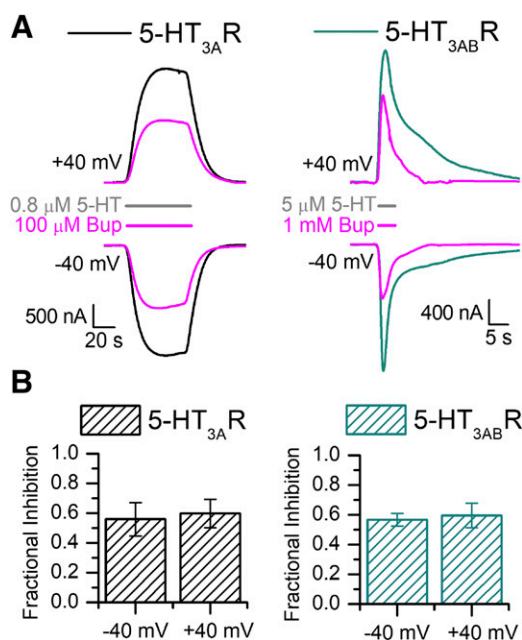 A
5-HT3AR
5-HT3ABR
+40 mV
+40 mV
0.8 µM 5-HT
5 µM 5-HT
100 µM Bup
1 mM Bup
-40 mV
-40 mV
500 nA
20 s
400 nA
5 s
B
5-HT3AR
5-HT3ABR
Fractional Inhibition
1.0
0.8
0.6
0.4
0.2
0.0
-40 mV
+40 mV
Fractional Inhibition
1.0
0.8
0.6
0.4
0.2
0.0
-40 mV
+40 mV